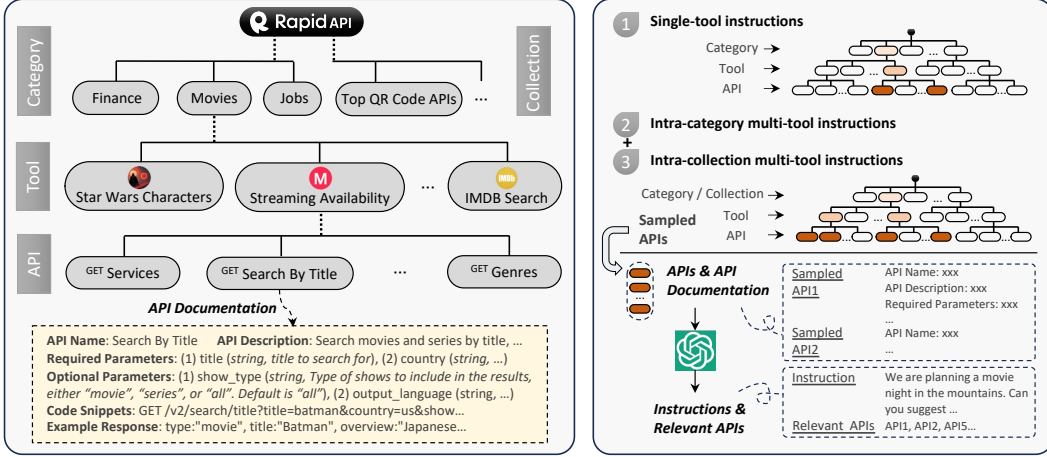 Rapid API
Category
Collection
Finance
Movies
Jobs
Top QR Code APIs
...
Tool
Star Wars Characters
M
Streaming Availability
...
IMDb
IMDB Search
API
GET Services
GET Search By Title
...
GET Genres
API Documentation
API Name: Search By Title API Description: Search movies and series by title, ...
Required Parameters: (1) title (string, title to search for), (2) country (string, ...)
Optional Parameters: (1) show_type (string, Type of shows to include in the results,
either “movie”, “series”, or “all”. Default is “all”), (2) output_language (string, ...)
Code Snippets: GET /v2/search/title?title=batman&country=us&show...
Example Response: type:"movie", title:"Batman", overview:"Japanese...
1 Single-tool instructions
Category
...
Tool
...
API
... ... ...
2 Intra-category multi-tool instructions
+
3 Intra-collection multi-tool instructions
Category / Collection
...
Tool
...
API
... ... ...
Sampled
APIs
...
APIs & API
Documentation
Sampled
API1
API Name: xxx
API Description: xxx
Required Parameters: xxx
...
Sampled
API2
API Name: xxx
...
Instructions &
Relevant APIs
Instruction
We are planning a movie
night in the mountains. Can
you suggest ...
Relevant APIs
API1, API2, API5...